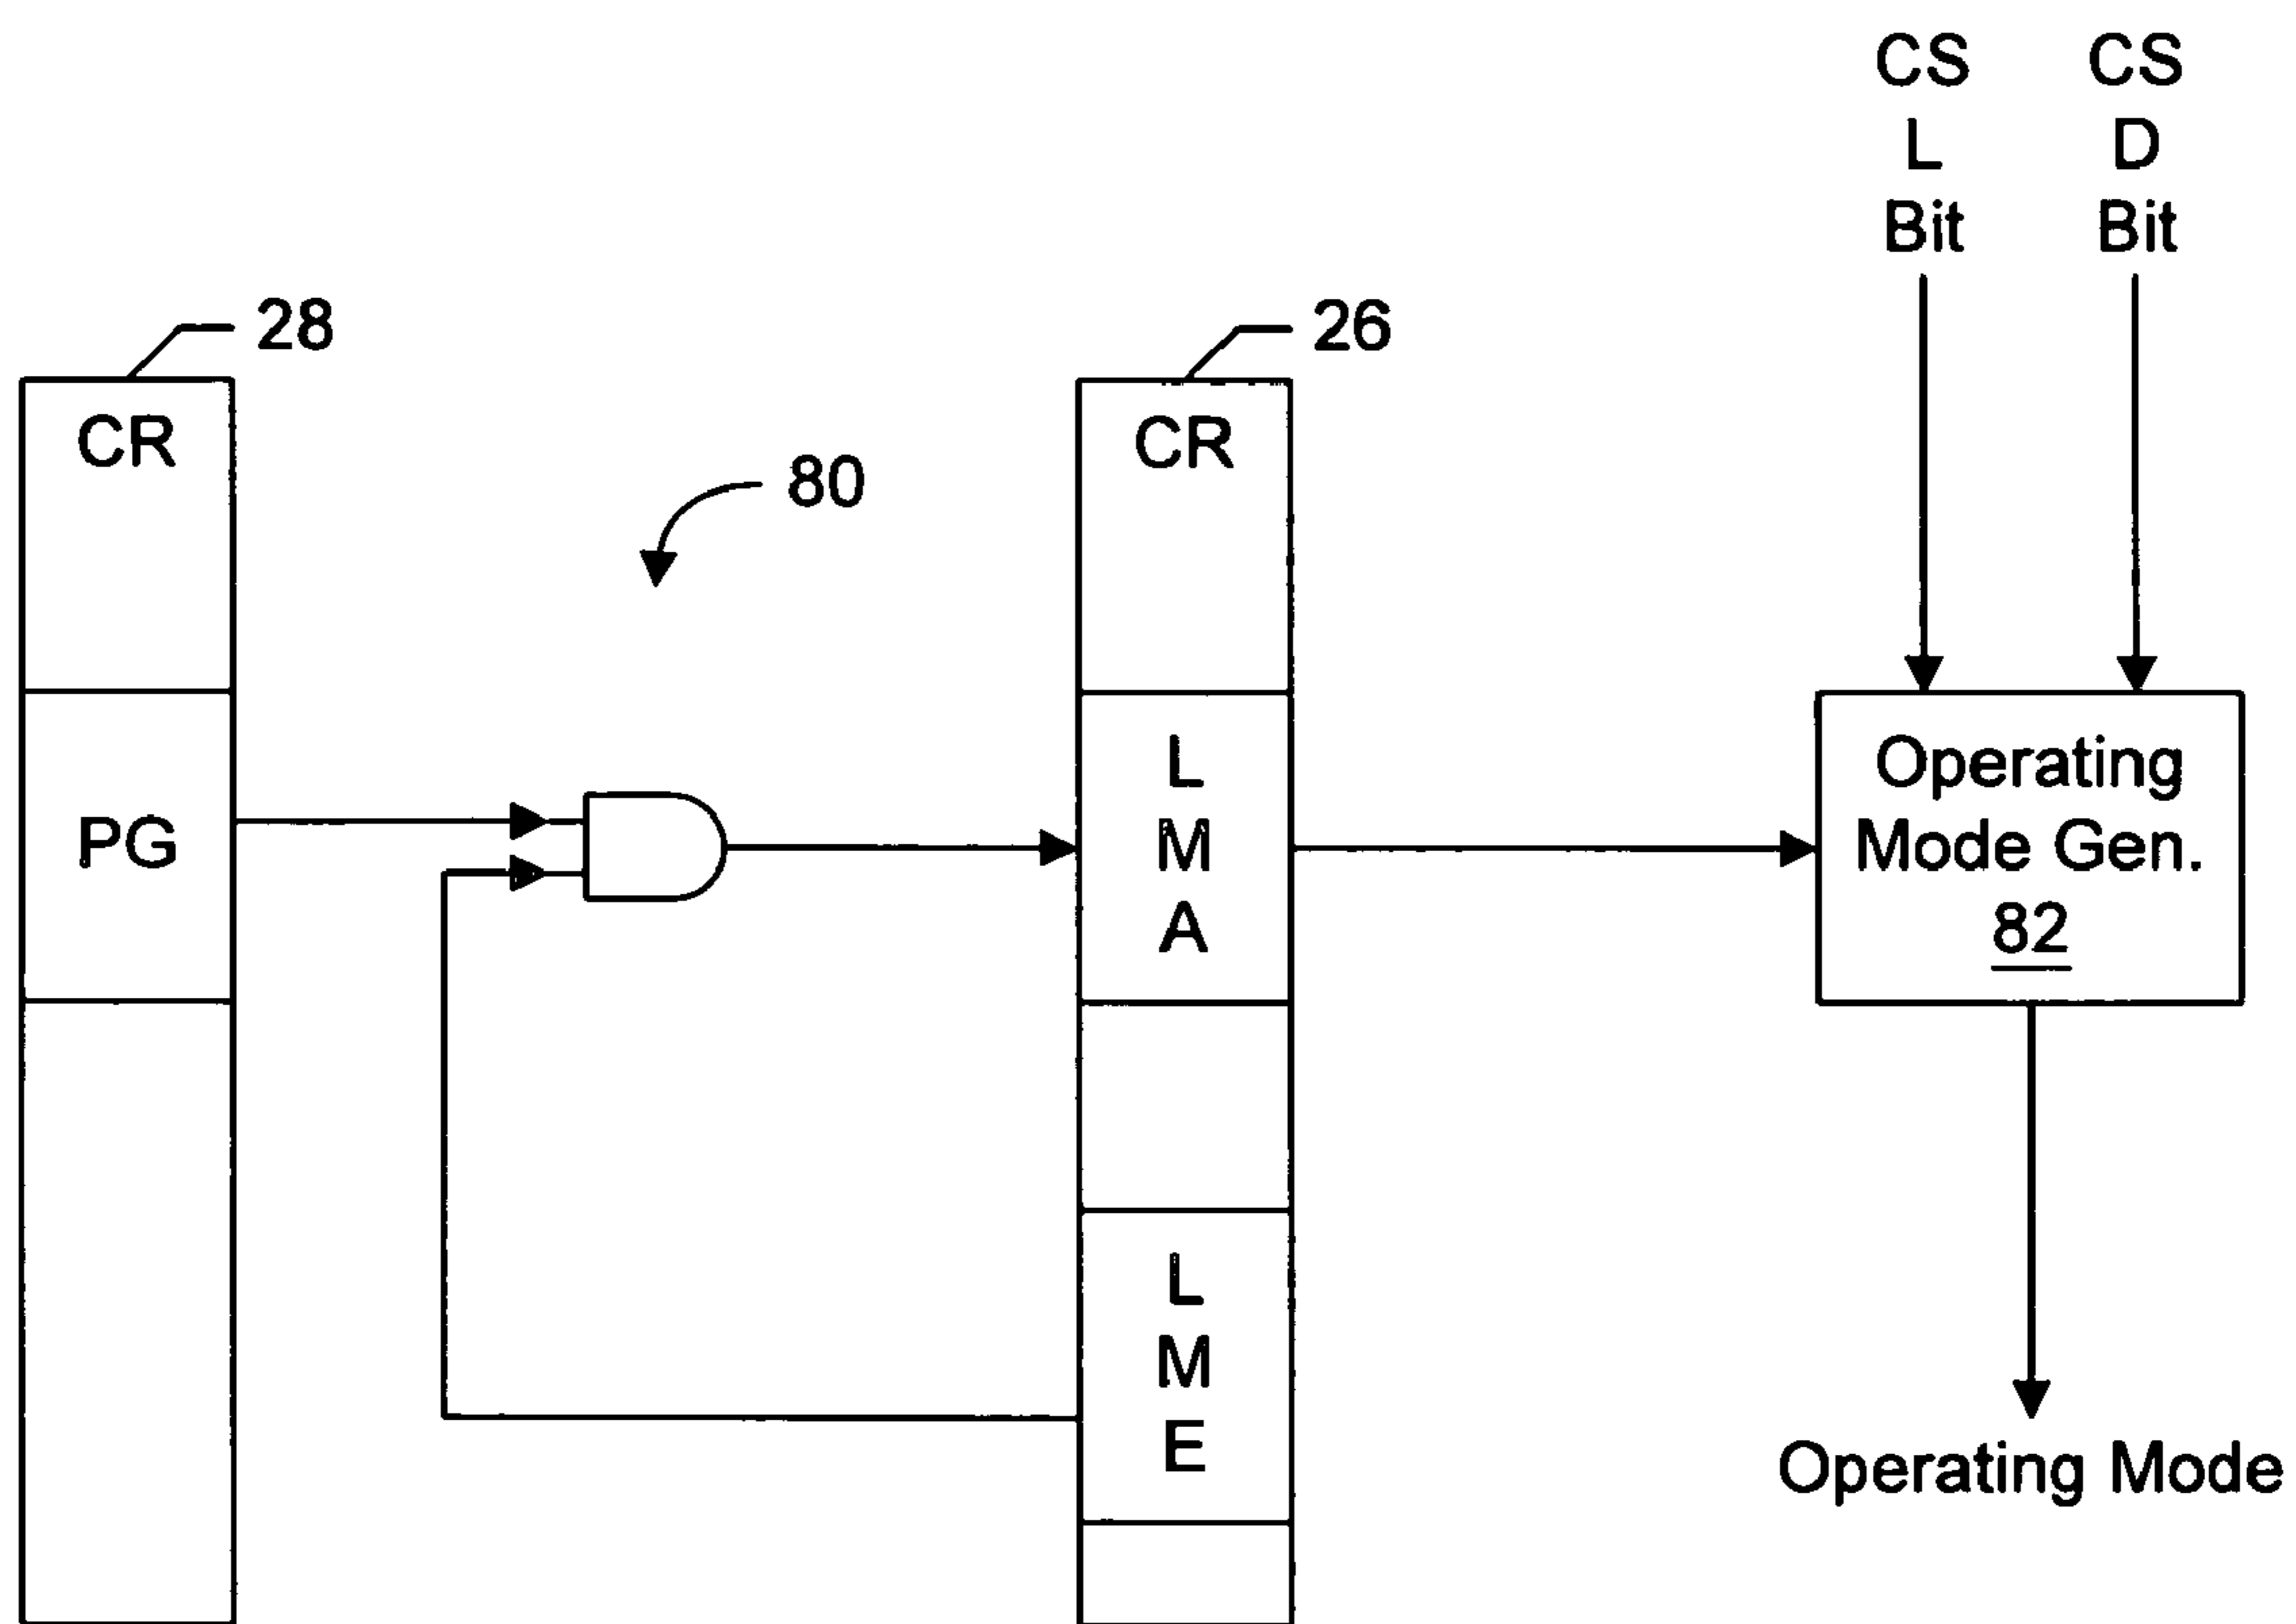 CS
L
Bit
CS
D
Bit
28
26
CR
80
CR
PG
L
M
A
Operating
Mode Gen.
82
L
M
E
Operating Mode